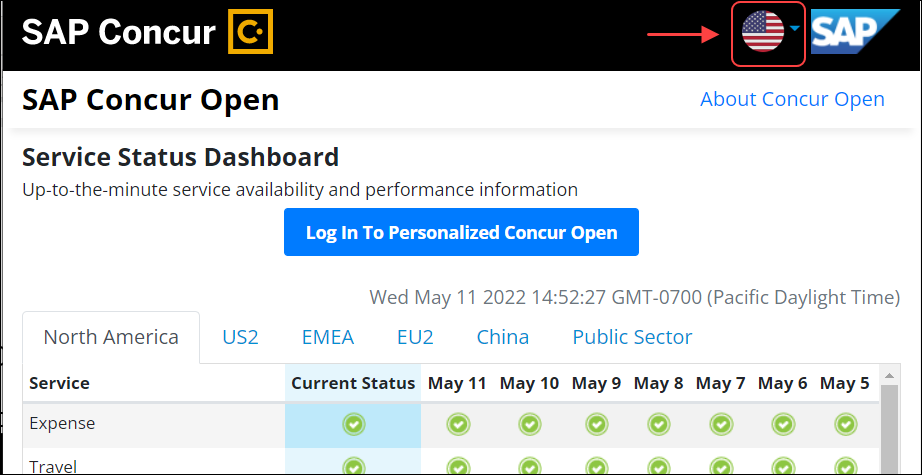 SAP Concur C. SAP
SAP Concur Open About Concur Open
Service Status Dashboard
Up-to-the-minute service availability and performance information
Log In To Personalized Concur Open
Wed May 11 2022 14:52:27 GMT-0700 (Pacific Daylight Time)
North America US2 EMEA EU2 China Public Sector
Service Current Status May 11 May 10 May 9 May 8 May 7 May 6 May 5
Expense
Travel